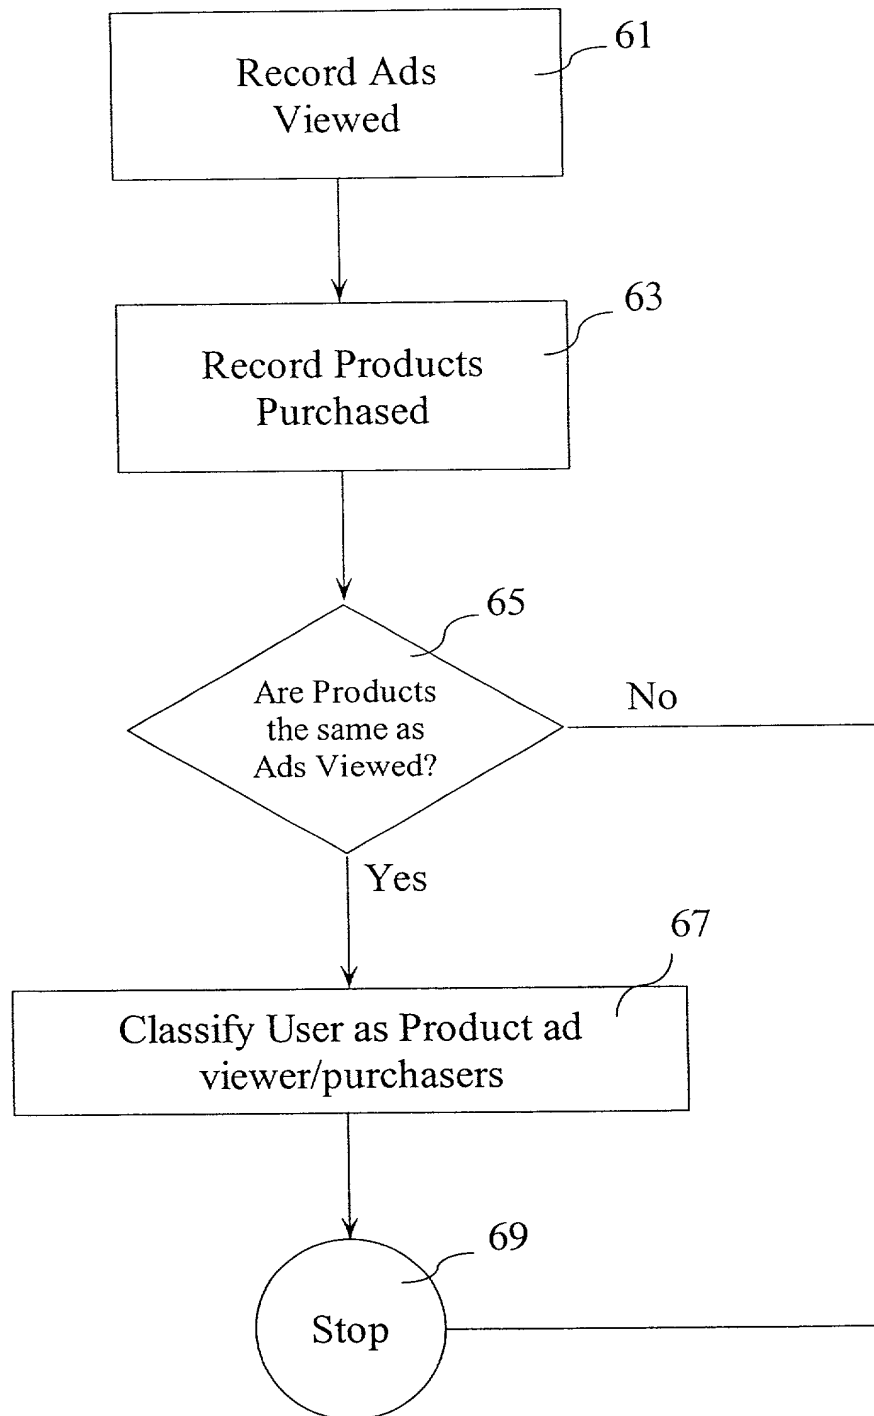 61
Record Ads
Viewed
63
Record Products
Purchased
65
Are Products
the same as
Ads Viewed?
No
Yes
67
Classify User as Product ad
viewer/purchasers
69
Stop